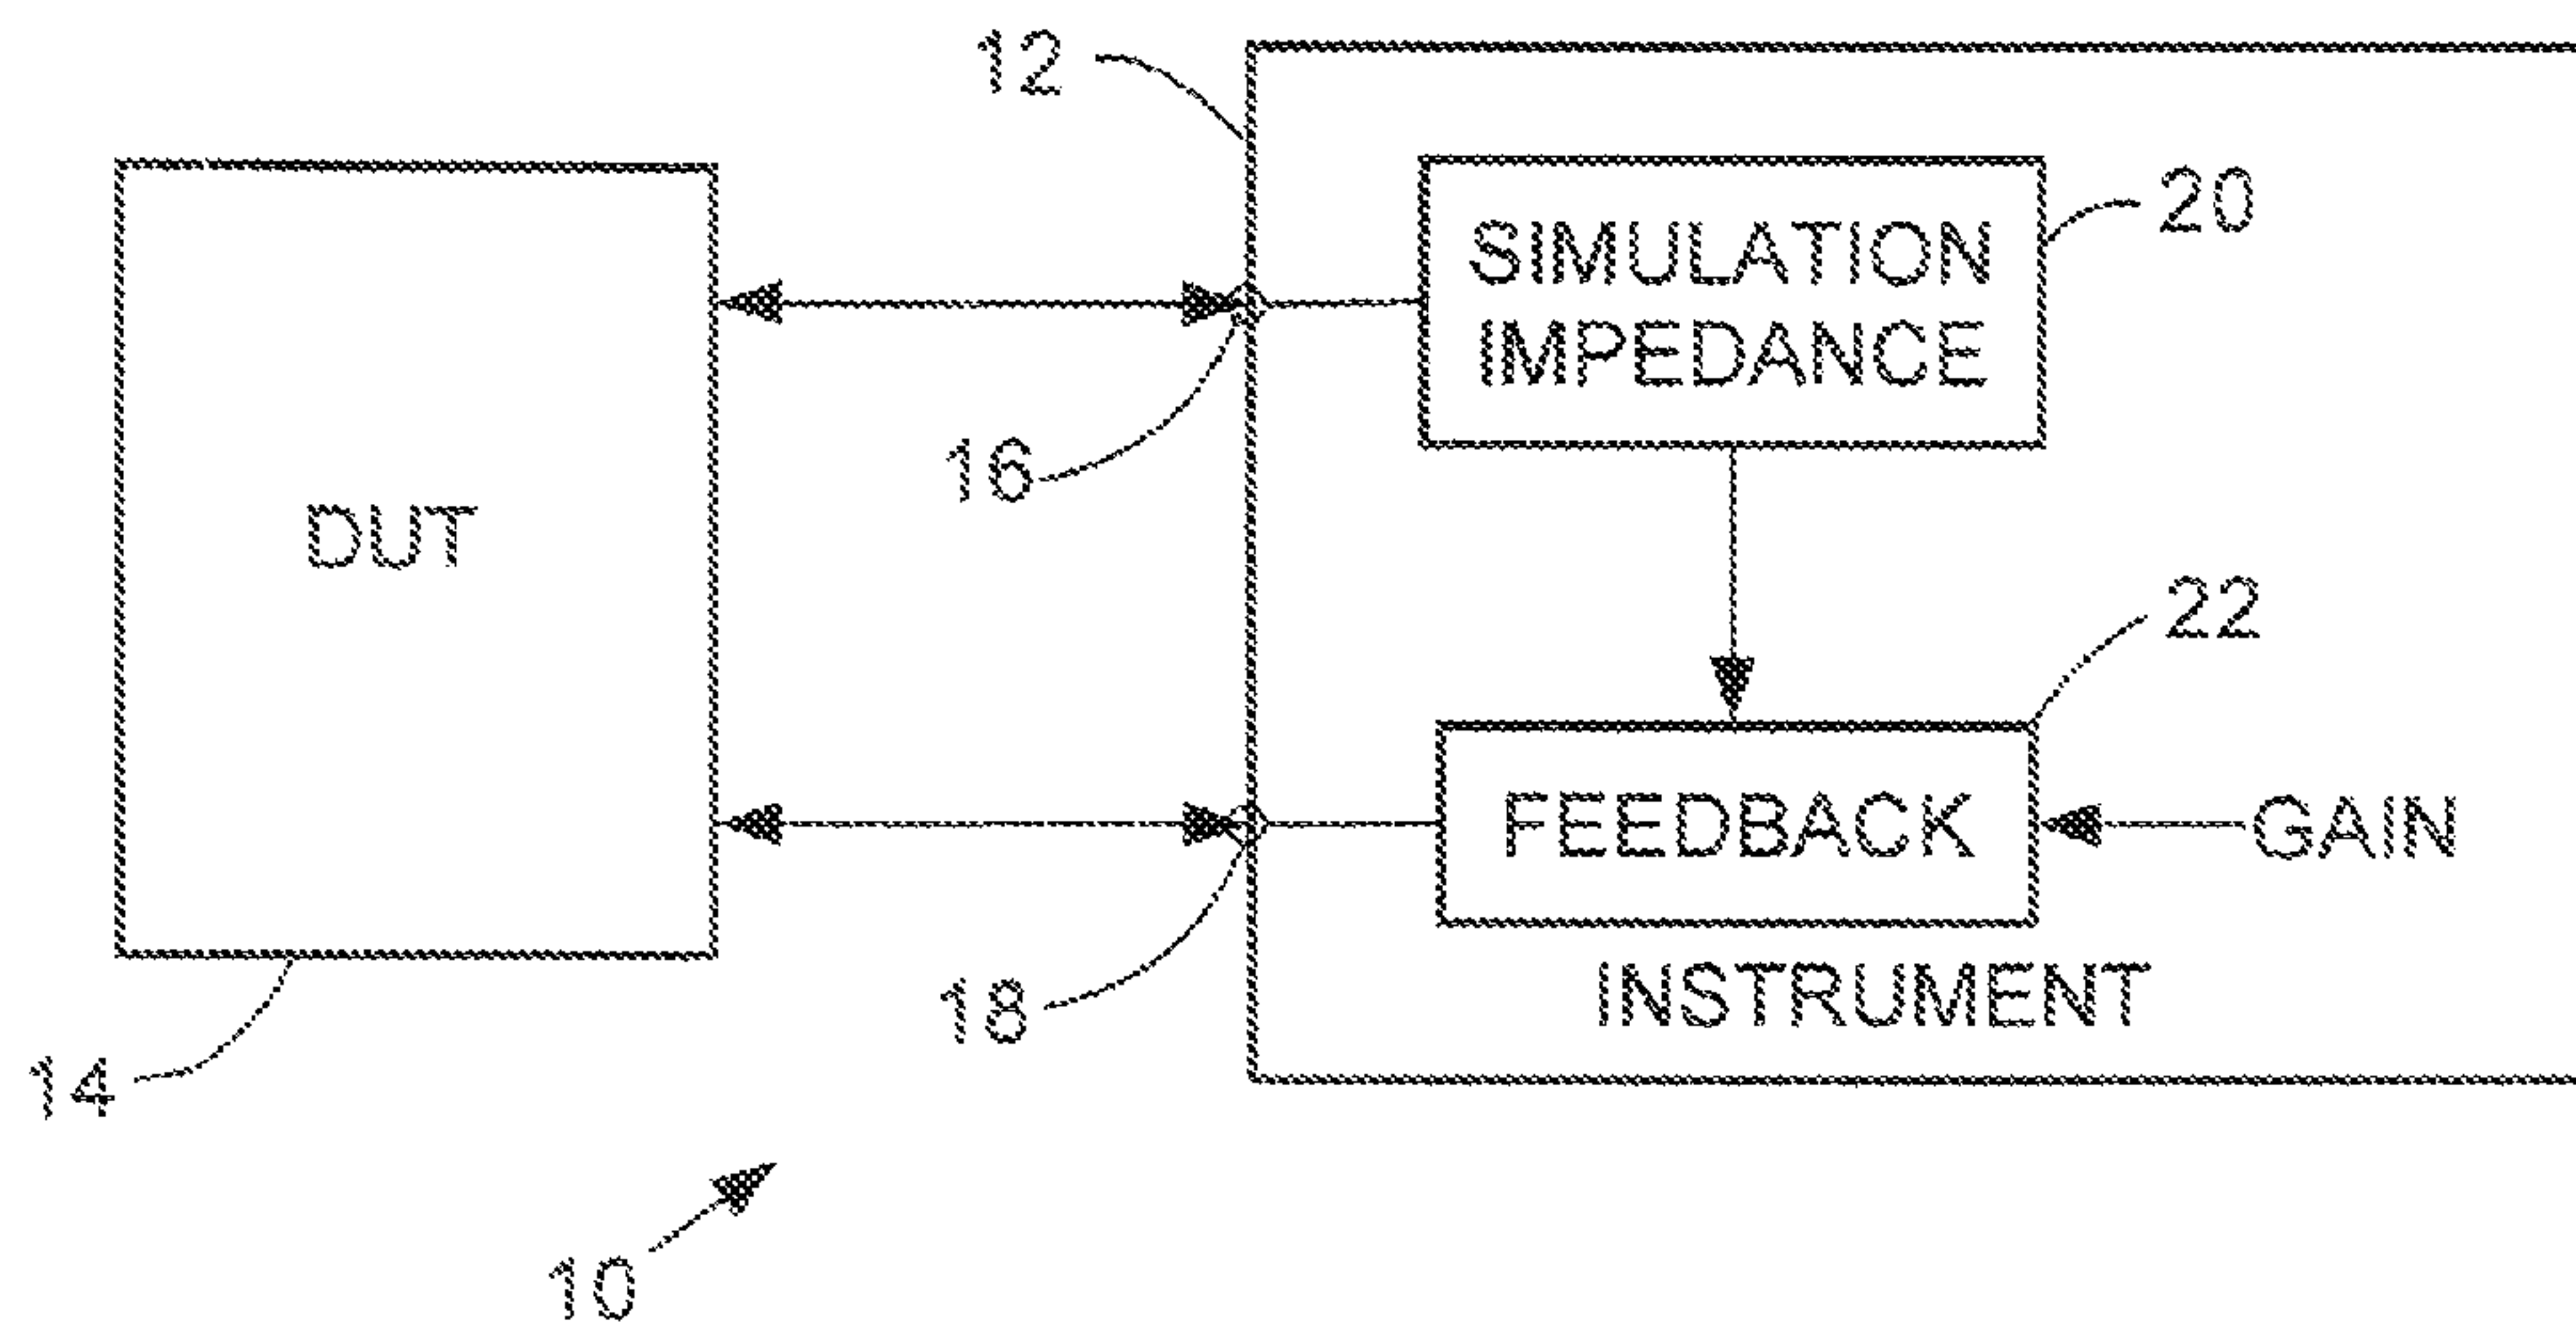 12
20
SIMULATION
IMPEDANCE
16
DUT
22
FEEDBACK
GAIN
18
INSTRUMENT
14
10